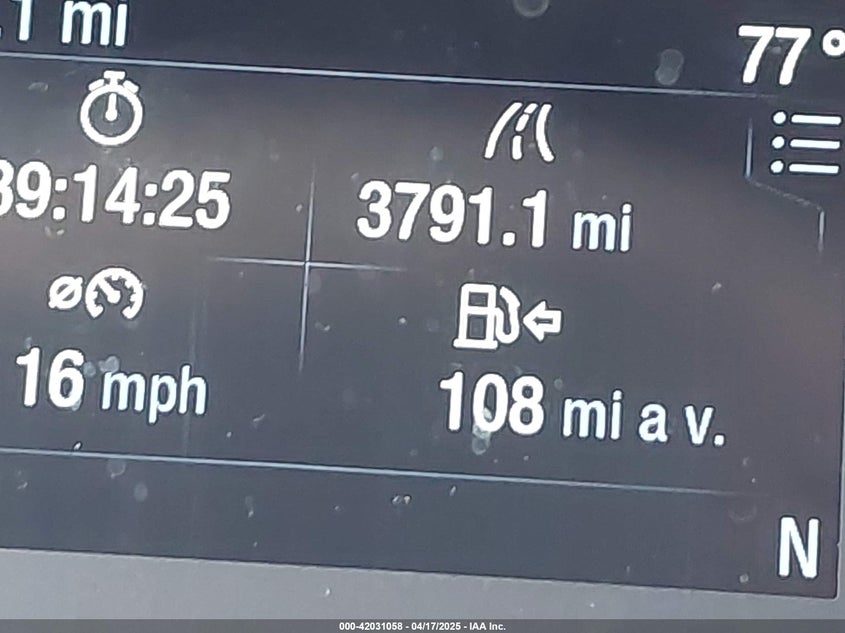 .1 mi
77°
39:14:25
3791.1 mi
16 mph
108 mi a v.
N
000-42031058 - 04/17/2025 - IAA Inc.